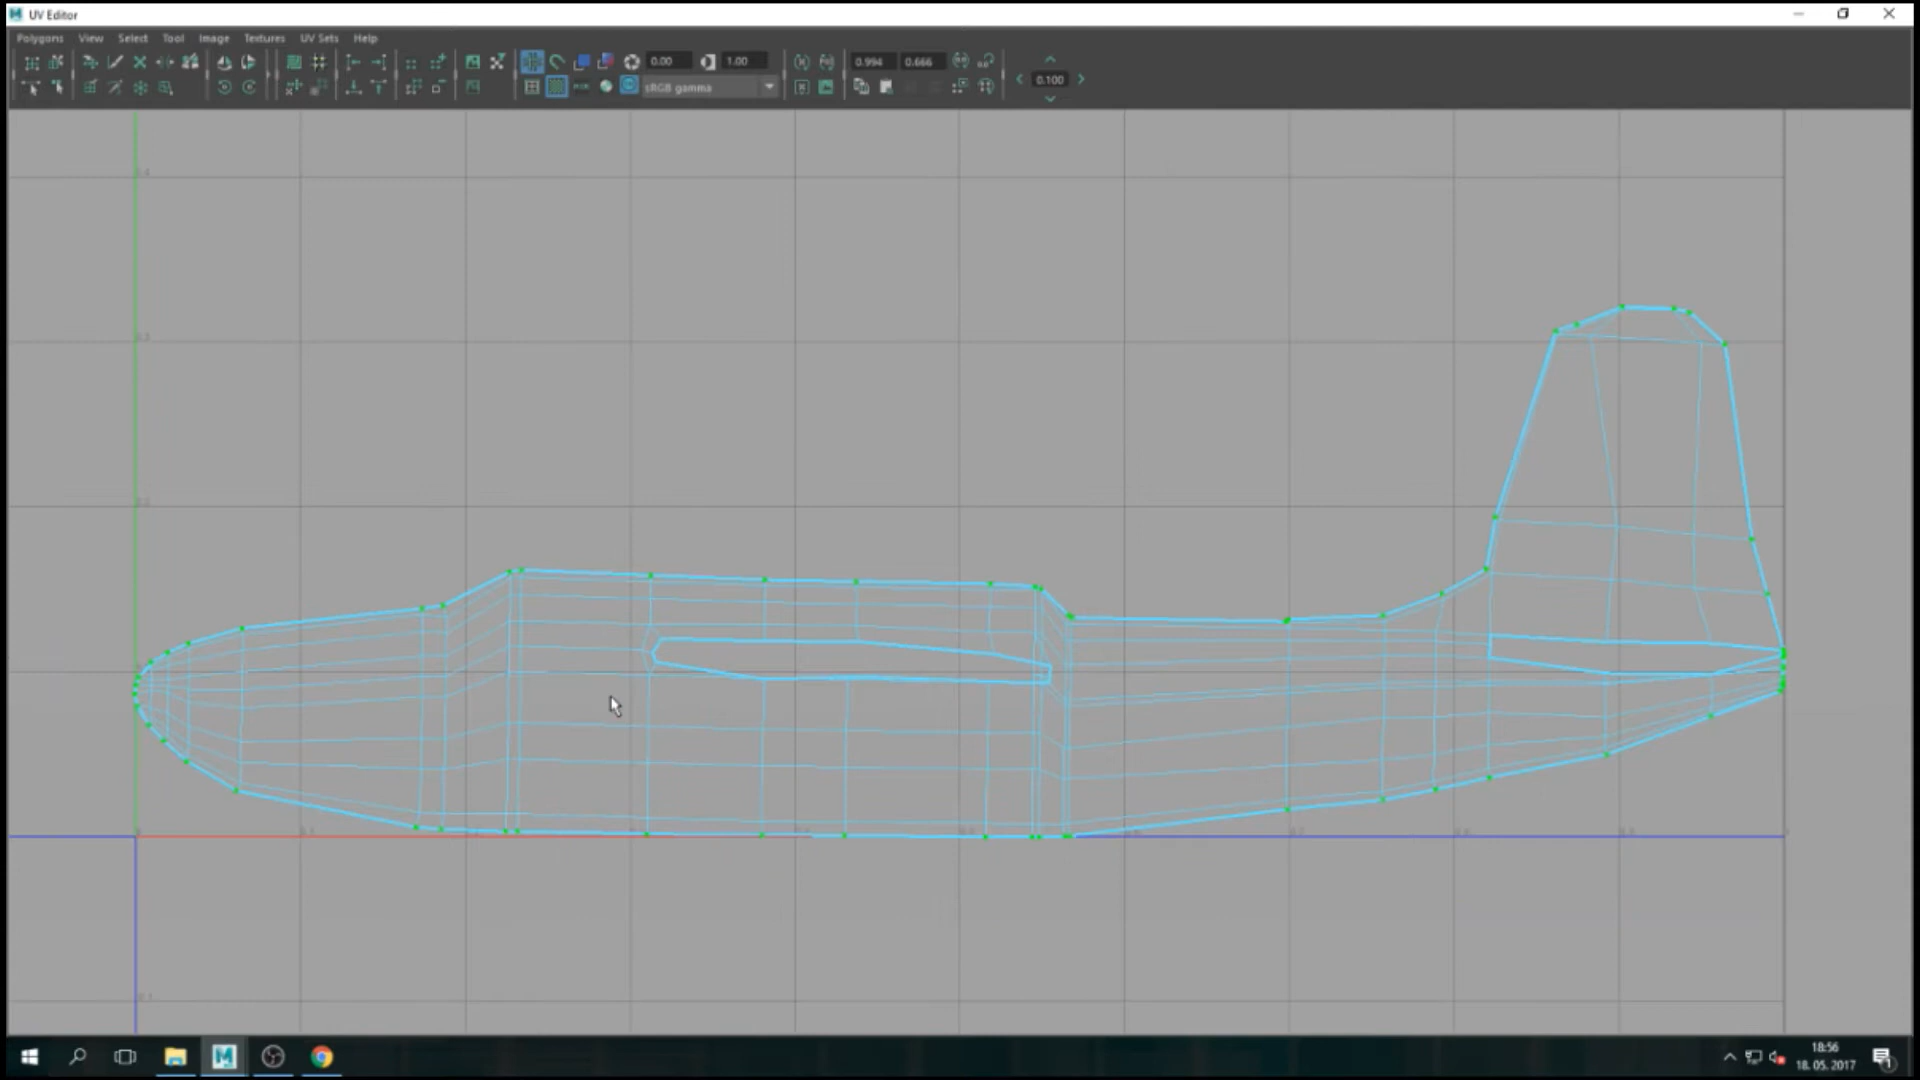 UV Editor
Polygons View Select Tool Image Textures UV Sets Help
0.00 1.00 0.994 0.666
0.100
sRGB gamma
18:56
18. 05. 2017